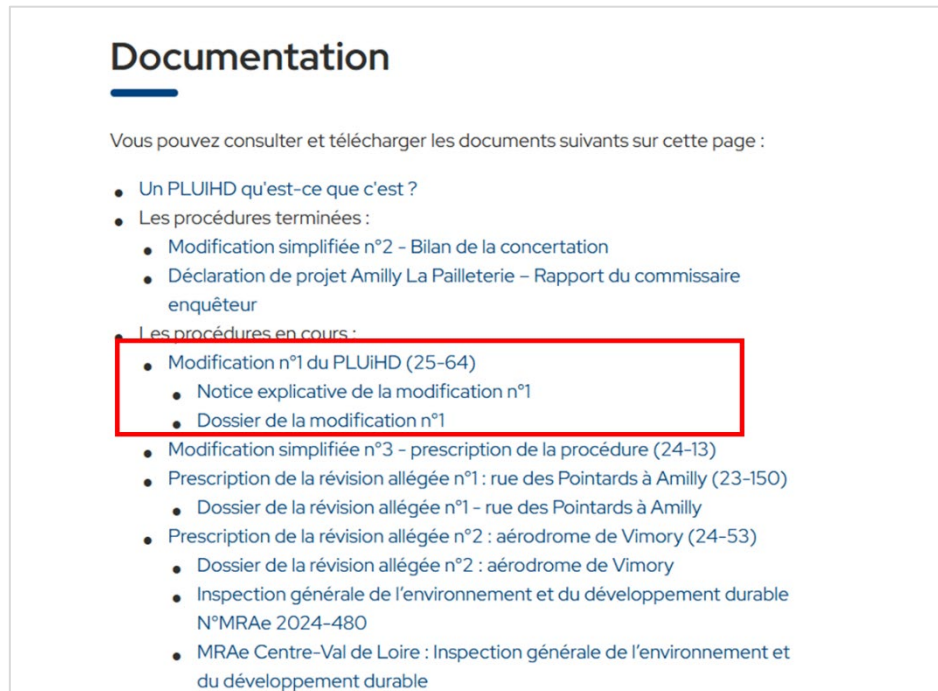 Documentation
Vous pouvez consulter et télécharger les documents suivants sur cette page :
Un PLUIHD qu'est-ce que c'est ?
Les procédures terminées :
Modification simplifiée n°2 - Bilan de la concertation
Déclaration de projet Amilly La Pailleterie – Rapport du commissaire
enquêteur
Les procédures en cours :
Modification n°1 du PLUiHD (25-64)
Notice explicative de la modification n°1
Dossier de la modification n°1
Modification simplifiée n°3 - prescription de la procédure (24-13)
Prescription de la révision allégée n°1 : rue des Pointards à Amilly (23-150)
Dossier de la révision allégée n°1 - rue des Pointards à Amilly
Prescription de la révision allégée n°2 : aérodrome de Vimory (24-53)
Dossier de la révision allégée n°2 : aérodrome de Vimory
Inspection générale de l'environnement et du développement durable
N°MRAe 2024-480
MRAe Centre-Val de Loire : Inspection générale de l'environnement et
du développement durable